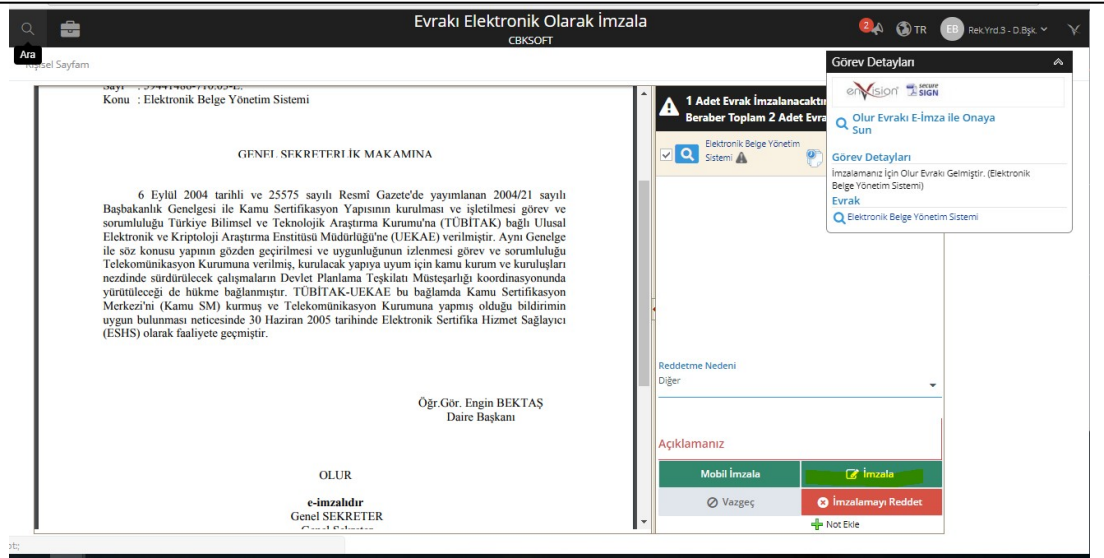 Evrakı Elektronik Olarak İmzala
CBKSOFT
2
TR
EB
Rek.Yrd.3 - D.Bşk.
Ara
Kişisel Sayfam
Konu : Elektronik Belge Yönetim Sistemi
GENEL SEKRETERLİK MAKAMINA
6 Eylül 2004 tarihli ve 25575 sayılı Resmî Gazete'de yayımlanan 2004/21 sayılı
Başbakanlık Genelgesi ile Kamu Sertifikasyon Yapısının kurulması ve işletilmesi görev ve
sorumluluğu Türkiye Bilimsel ve Teknolojik Araştırma Kurumu'na (TÜBİTAK) bağlı Ulusal
Elektronik ve Kriptoloji Araştırma Enstitüsü Müdürlüğü'ne (UEKAE) verilmiştir. Aynı Genelge
ile söz konusu yapının gözden geçirilmesi ve uygunluğunun izlenmesi görev ve sorumluluğu
Telekomünikasyon Kurumuna verilmiş, kurulacak yapıya uyum için kamu kurum ve kuruluşları
nezdinde sürdürülecek çalışmaların Devlet Planlama Teşkilatı Müsteşarlığı koordinasyonunda
yürütüleceği de hükme bağlanmıştır. TÜBİTAK-UEKAE bu bağlamda Kamu Sertifikasyon
Merkezi'ni (Kamu SM) kurmuş ve Telekomünikasyon Kurumuna yapmış olduğu bildirimin
uygun bulunması neticesinde 30 Haziran 2005 tarihinde Elektronik Sertifika Hizmet Sağlayıcı
(ESHS) olarak faaliyete geçmiştir.
Öğr.Gör. Engin BEKTAŞ
Daire Başkanı
OLUR
e-imzalıdır
Genel SEKRETER
Genel Sekreter
1 Adet Evrak İmzalanacaktır
Beraber Toplam 2 Adet Evra
Elektronik Belge Yönetim
Sistemi
Reddetme Nedeni
Diğer
Açıklamanız
Mobil İmzala
İmzala
Vazgeç
İmzalamayı Reddet
Not Ekle
Görev Detayları
enVision secure SIGN
Olur Evrakı E-İmza ile Onaya
Sun
Görev Detayları
İmzalamanız İçin Olur Evrakı Gelmiştir. (Elektronik
Belge Yönetim Sistemi)
Evrak
Elektronik Belge Yönetim Sistemi